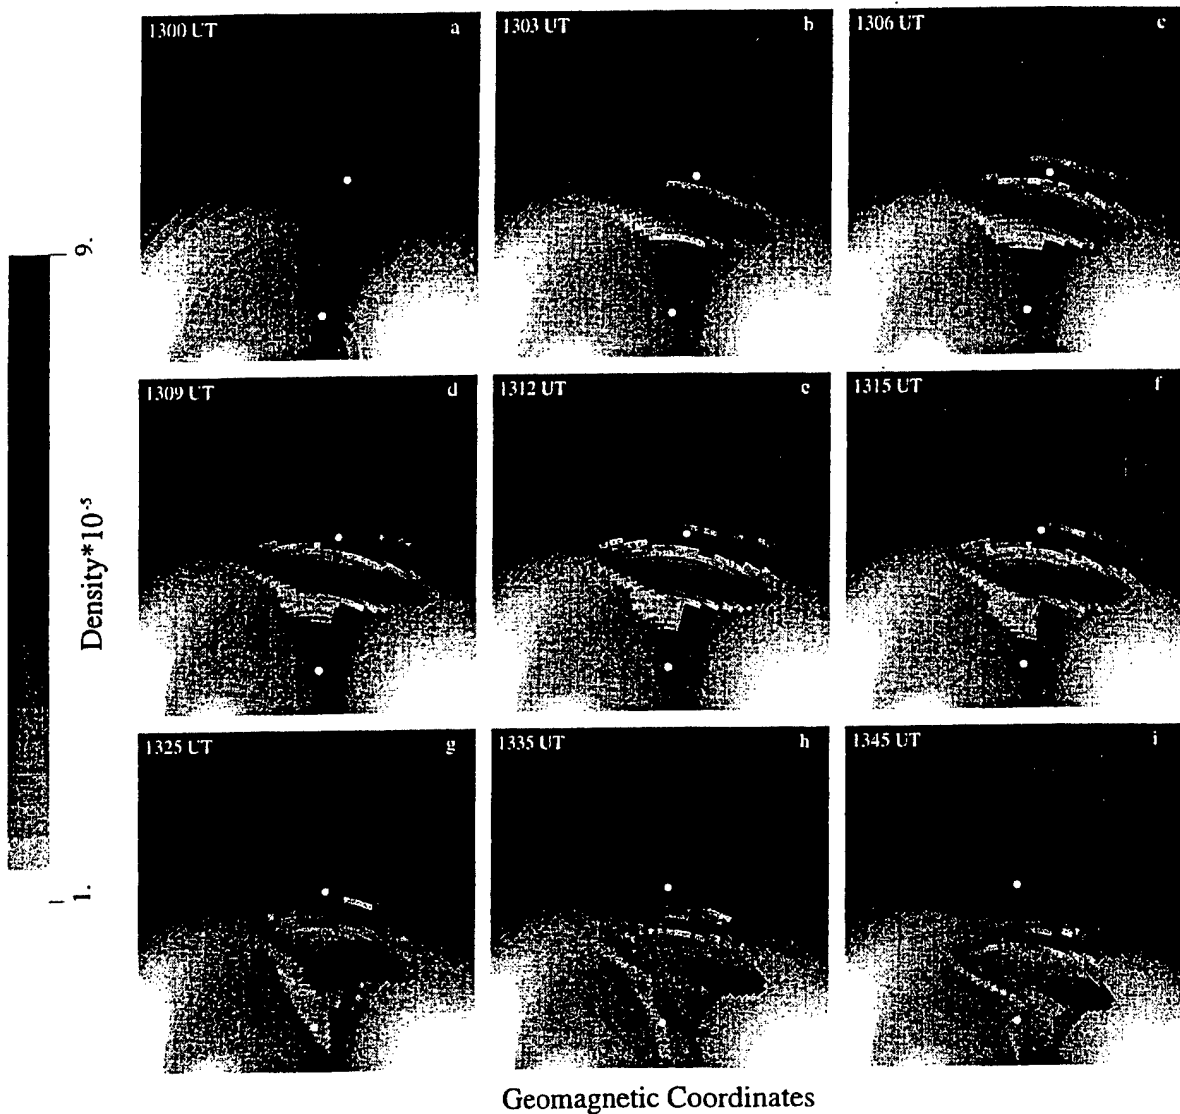 1300 UT a
1303 UT b
1306 UT c
9.
Density*10-5
1.
1309 UT d
1312 UT e
1315 UT f
1325 UT g
1335 UT h
1345 UT i
Geomagnetic Coordinates